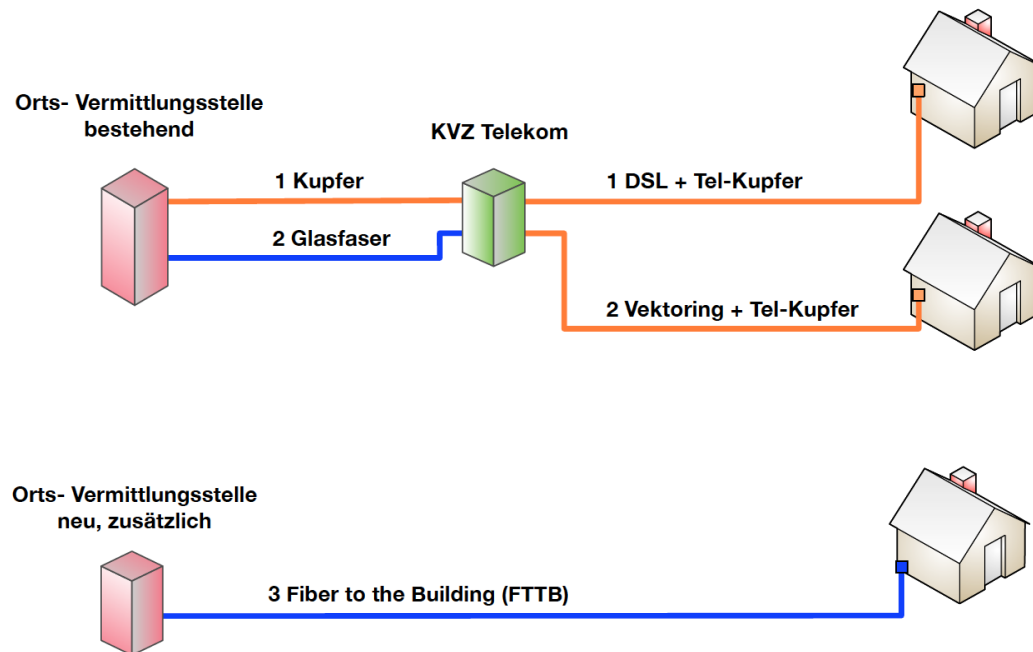 Orts- Vermittlungsstelle
bestehend
KVZ Telekom
1 Kupfer
1 DSL + Tel-Kupfer
2 Glasfaser
2 Vektoring + Tel-Kupfer
Orts- Vermittlungsstelle
neu, zusätzlich
3 Fiber to the Building (FTTB)